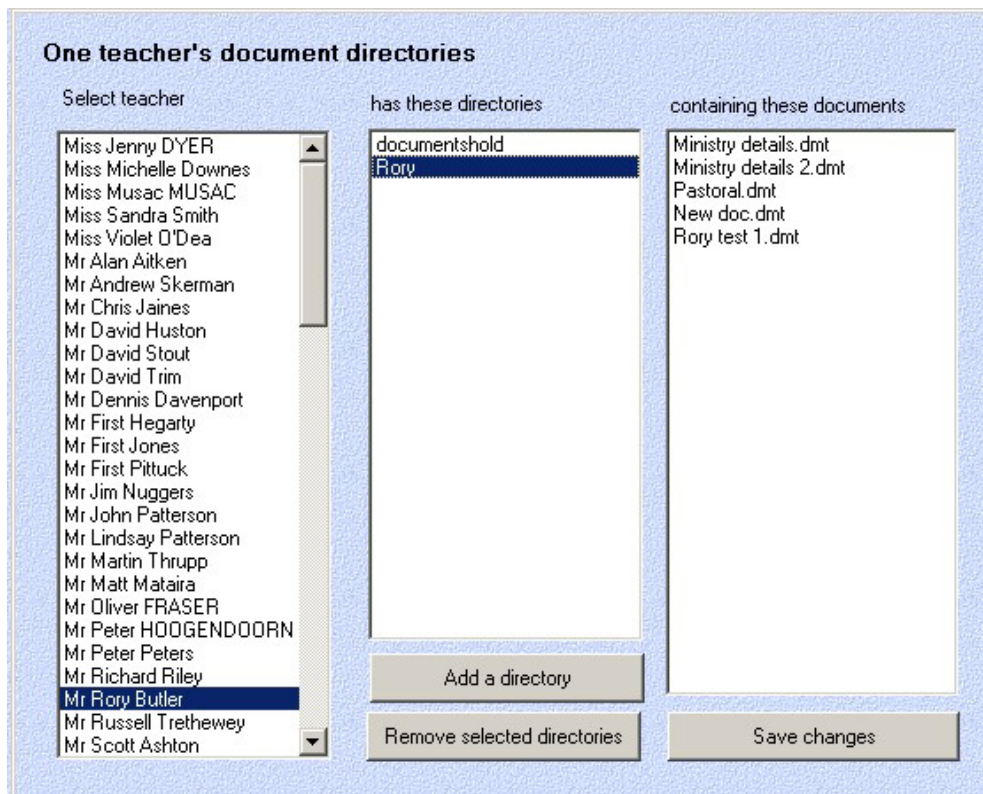 One teacher's document directories
Select teacher
Miss Jenny DYER
Miss Michelle Downes
Miss Musac MUSAC
Miss Sandra Smith
Miss Violet O'Dea
Mr Alan Aitken
Mr Andrew Skerman
Mr Chris Jaines
Mr David Huston
Mr David Stout
Mr David Trim
Mr Dennis Davenport
Mr First Hegarty
Mr First Jones
Mr First Pittuck
Mr Jim Nuggers
Mr John Patterson
Mr Lindsay Patterson
Mr Martin Thrupp
Mr Matt Mataira
Mr Oliver FRASER
Mr Peter HOOGENDOORN
Mr Peter Peters
Mr Richard Riley
Mr Rory Butler
Mr Russell Trethewey
Mr Scott Ashton
has these directories
documentshold
Rory
Add a directory
Remove selected directories
containing these documents
Ministry details.dmt
Ministry details 2.dmt
Pastoral.dmt
New doc.dmt
Rory test 1.dmt
Save changes